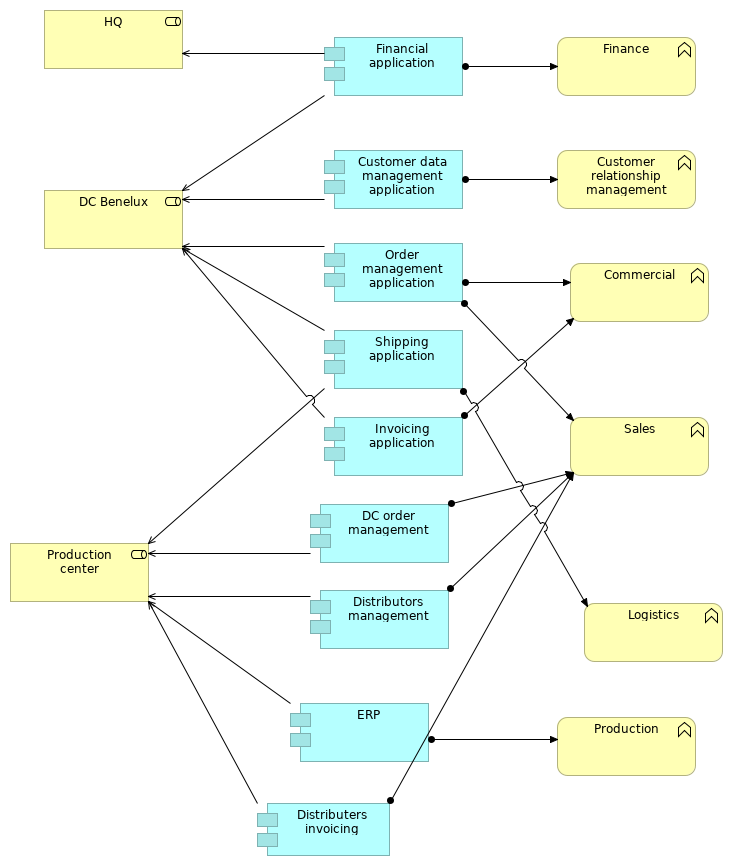 HQ
Financial
application
Finance
Customer data
management
application
Customer
relationship
management
DC Benelux
Order
management
application
Commercial
Shipping
application
Invoicing
application
Sales
DC order
management
Production
center
Distributors
management
Logistics
ERP
Production
Distributers
invoicing